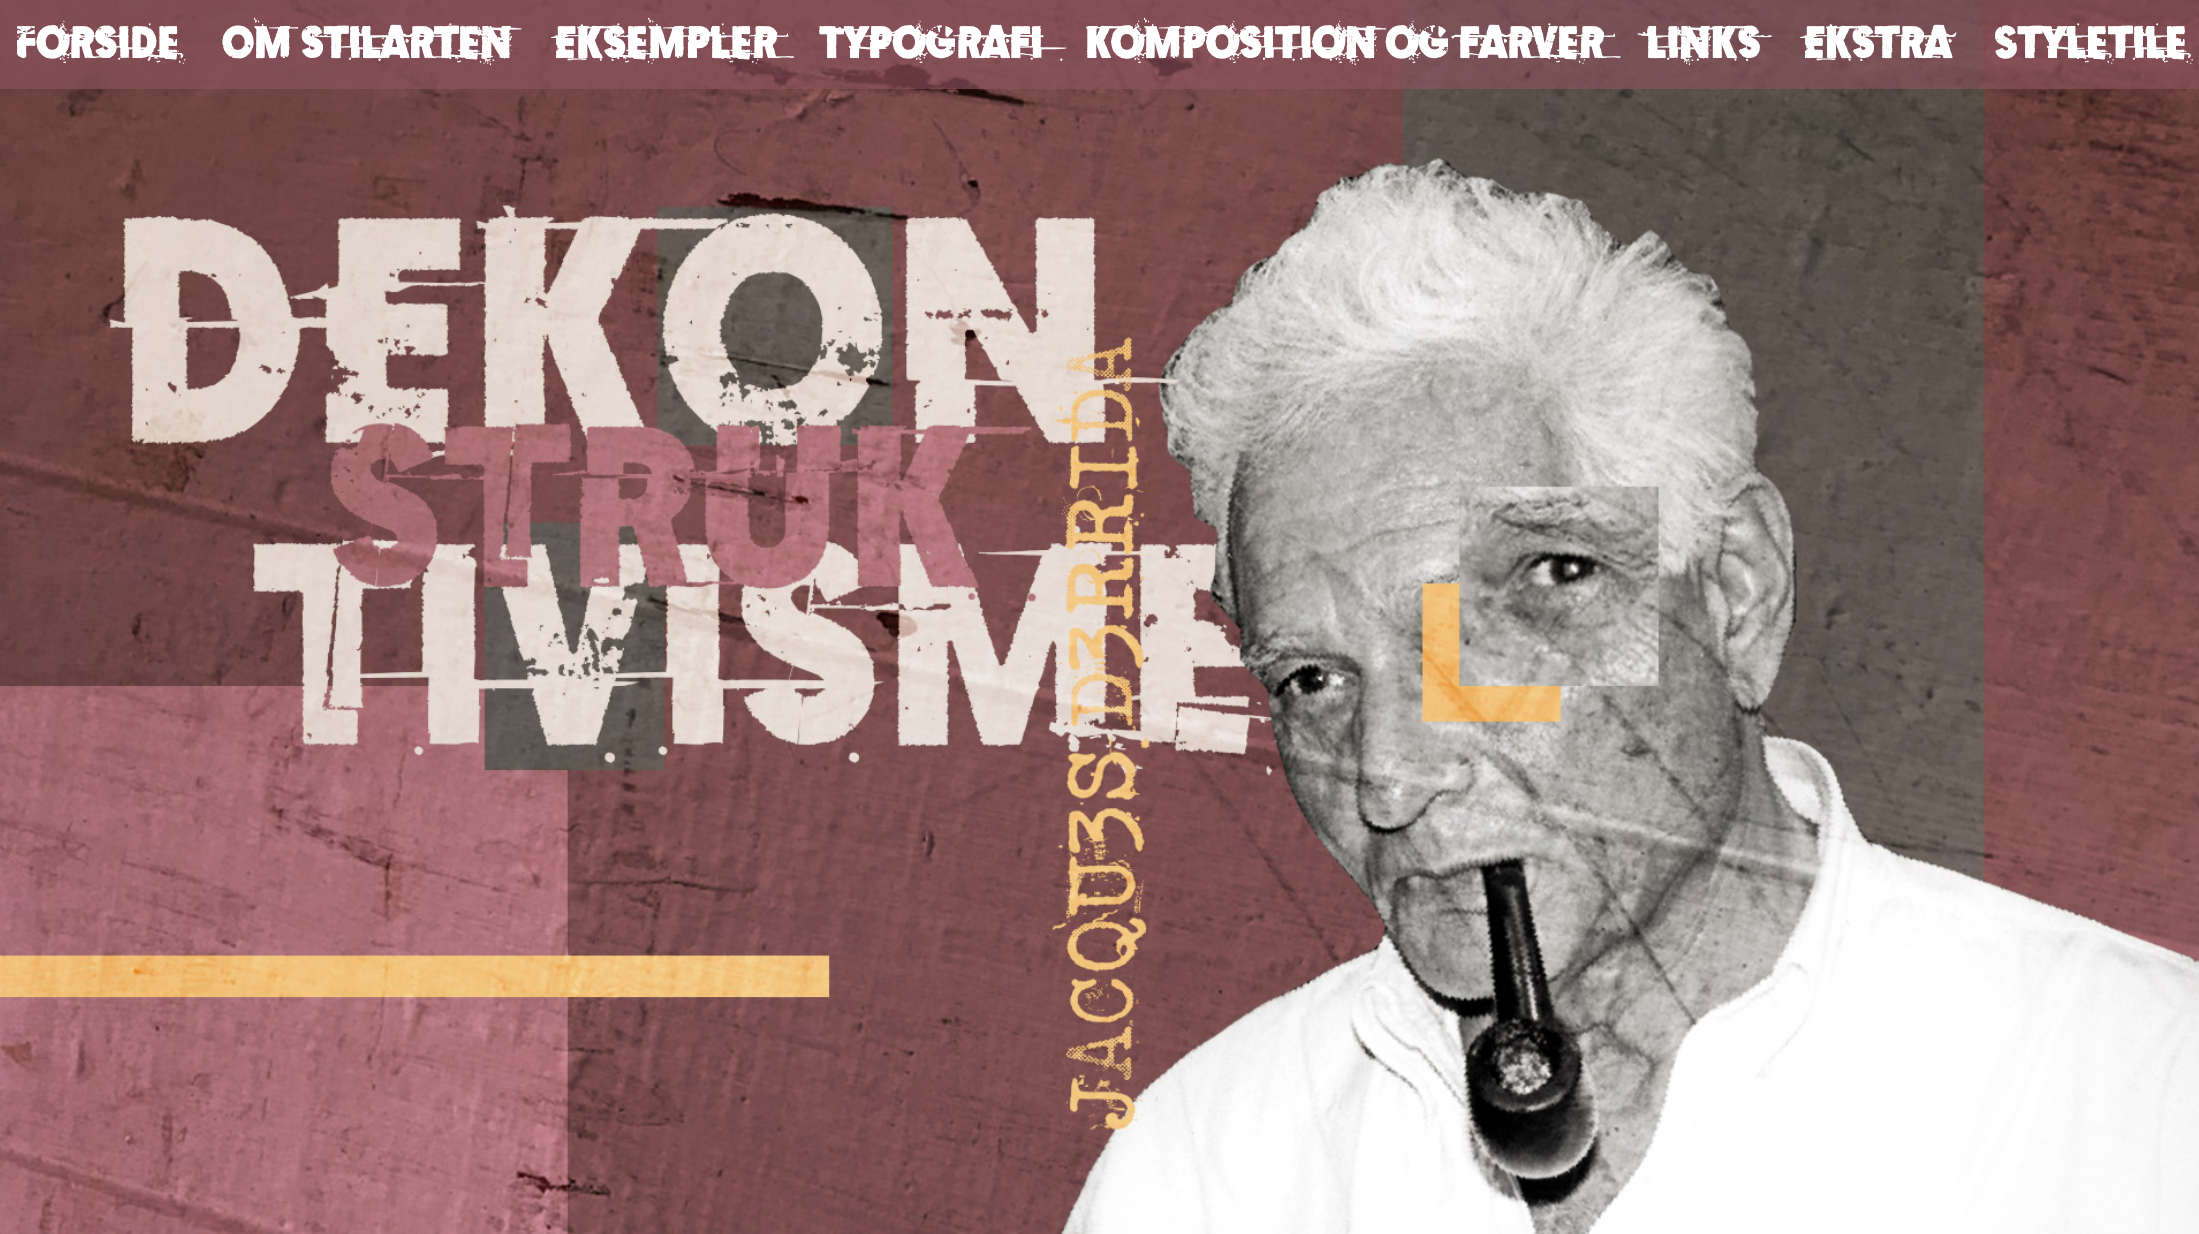 FORSIDE OM STILARTEN EKSEMPLER TYPOGRAFI KOMPOSITION OG FARVER LINKS EKSTRA STYLETILE
DEKON
STRUK
TIVISME
JACQU3S D3RRIDA